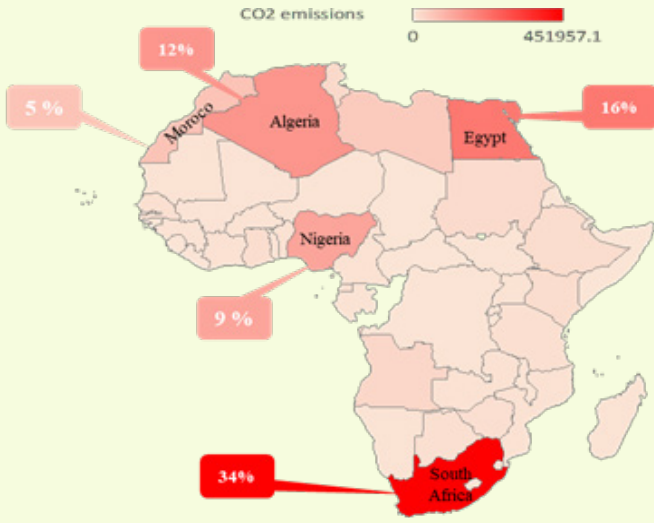 CO2 emissions
0
451957.1
12%
5 %
16%
Moroco
Algeria
Egypt
Nigeria
9 %
34%
South
Africa